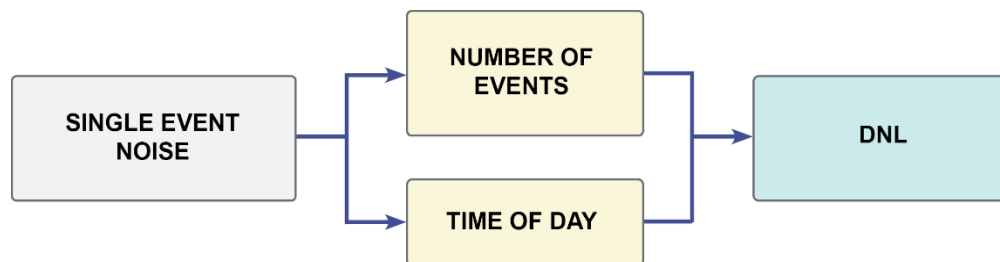 SINGLE EVENT
NOISE
NUMBER OF
EVENTS
TIME OF DAY
DNL